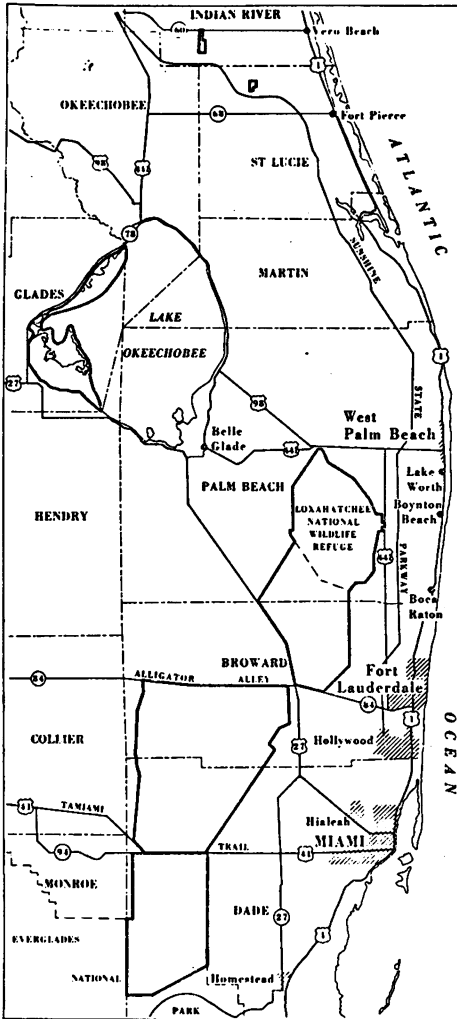 INDIAN RIVER
60
Vero Beach
1
OKEECHOBEE
68
Fort Pierce
98
441
ST LUCIE
ATLANTIC
78
SUNSHINE
GLADES
MARTIN
LAKE
OKEECHOBEE
1
27
98
STATE
West
Palm Beach
Belle
Glade
441
Lake
Worth
PALM BEACH
LOXAHATCHEE
NATIONAL
WILDLIFE
REFUGE
Boynton
Beach
HENDRY
441
PARKWAY
Boca
Raton
BROWARD
84
ALLIGATOR ALLEY
Fort
Lauderdale
84
1
OCEAN
COLLIER
27
Hollywood
41
TAMIAMI
Hialeah
MIAMI
94
TRAIL
41
MONROE
DADE
27
1
EVERGLADES
NATIONAL
Homestead
PARK